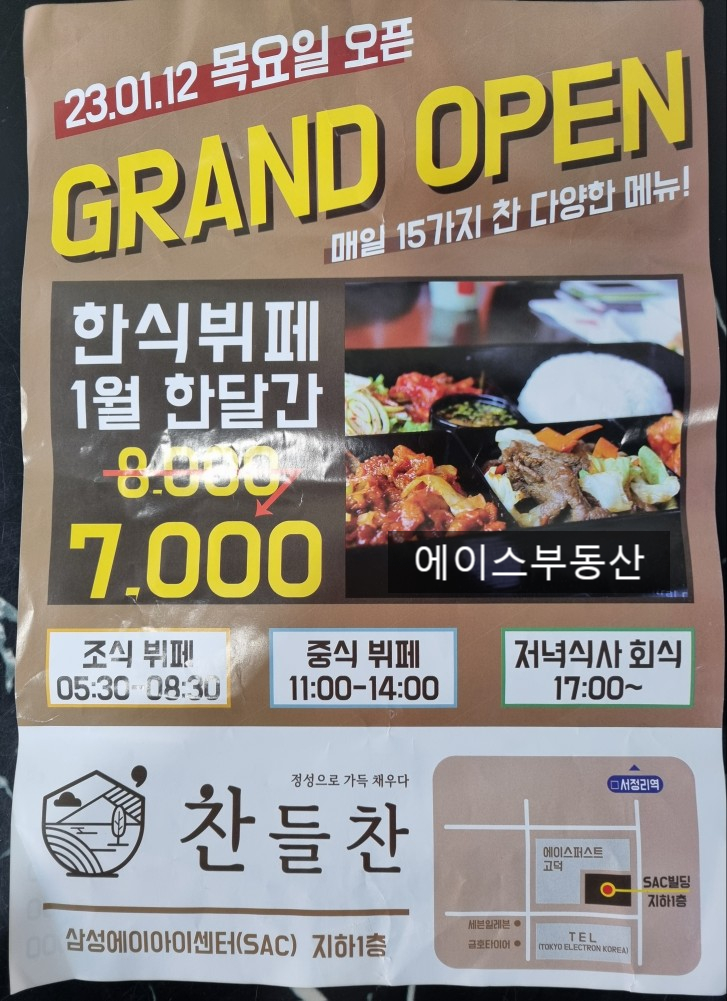 23.01.12 목요일 오픈
GRAND OPEN
매일 15가지 찬 다양한 메뉴!
한식뷔페
1월 한달간
8.000
7.000
에이스부동산
조식 뷔페
05:30-08:30
중식 뷔페
11:00-14:00
저녁식사 회식
17:00~
정성으로 가득 채우다
찬들찬
삼성에이아이센터(SAC) 지하1층
서정리역
에이스퍼스트
고덕
SAC빌딩
지하1층
세븐일레븐
금호타이어
TEL
(TOKYO ELECTRON KOREA)